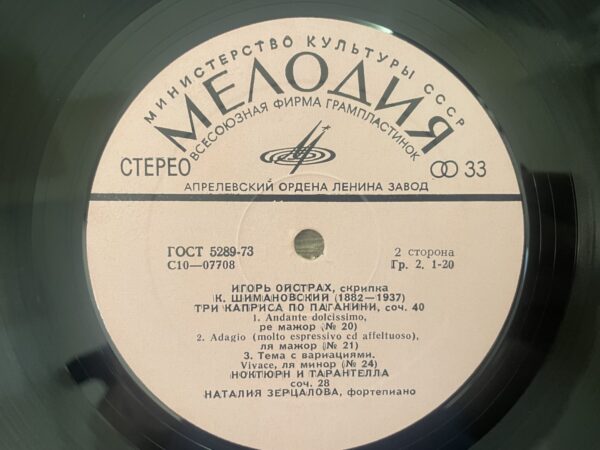 МИНИСТЕРСТВО КУЛЬТУРЫ СССР
МЕЛОДИЯ
ВСЕСОЮЗНАЯ ФИРМА ГРАМПЛАСТИНОК
СТЕРЕО
33
АПРЕЛЕВСКИЙ ОРДЕНА ЛЕНИНА ЗАВОД
ГОСТ 5289-73
2 сторона
С10—07708
Гр. 2. 1-20
ИГОРЬ ОЙСТРАХ, скрипка
К. ШИМАНОВСКИЙ (1882—1937)
ТРИ КАПРИСА ПО ПАГАНИНИ, соч. 40
1. Andante dolcissimo,
ре мажор (№ 20)
2. Adagio (molto espressivo cd affeltuoso),
ля мажор (№ 21)
3. Тема с вариациями.
Vivace, ля минор (№ 24)
НОКТЮРН И ТАРАНТЕЛЛА
соч. 28
НАТАЛИЯ ЗЕРЦАЛОВА, фортепиано